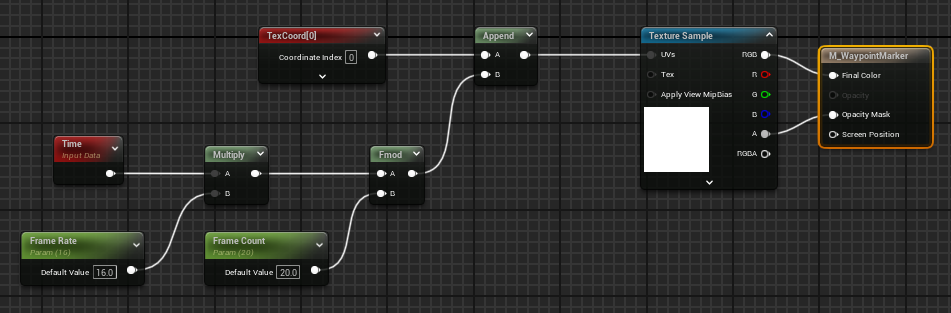 TexCoord[0]
Coordinate Index 0
Append
A
B
Texture Sample
UVs
RGB
Tex
R
Apply View MipBias
G
B
A
RGBA
M_WaypointMarker
Final Color
Opacity
Opacity Mask
Screen Position
Time
Input Data
Multiply
A
B
Fmod
A
B
Frame Rate
Param (16)
Default Value 16.0
Frame Count
Param (20)
Default Value 20.0